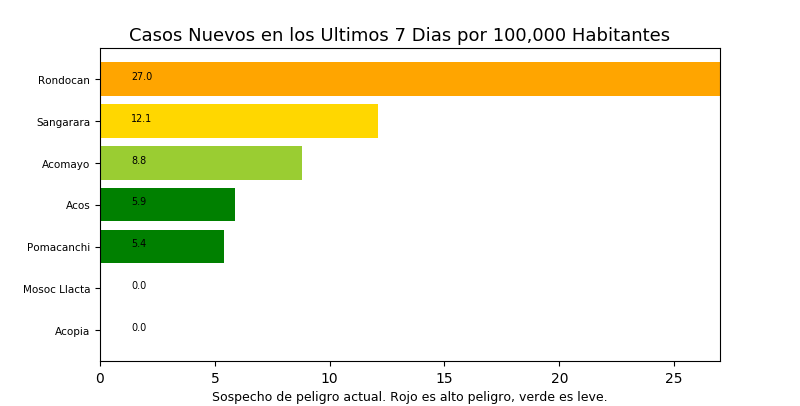 Casos Nuevos en los Ultimos 7 Dias por 100,000 Habitantes
Rondocan 27.0
Sangarara 12.1
Acomayo 8.8
Acos 5.9
Pomacanchi 5.4
Mosoc Llacta 0.0
Acopia 0.0
0 5 10 15 20 25
Sospecho de peligro actual. Rojo es alto peligro, verde es leve.